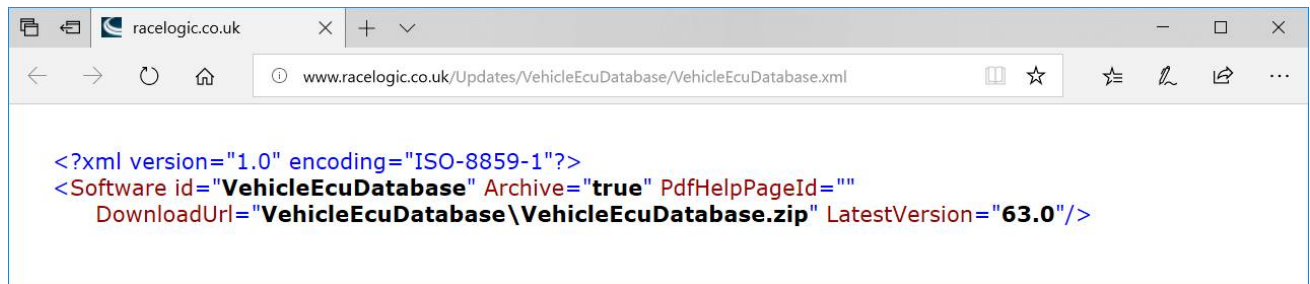 racelogic.co.uk
www.racelogic.co.uk/Updates/VehicleEcuDatabase/VehicleEcuDatabase.xml
<?xml version="1.0" encoding="ISO-8859-1"?>
<Software id="VehicleEcuDatabase" Archive="true" PdfHelpPageId=""
DownloadUrl="VehicleEcuDatabase\VehicleEcuDatabase.zip" LatestVersion="63.0"/>